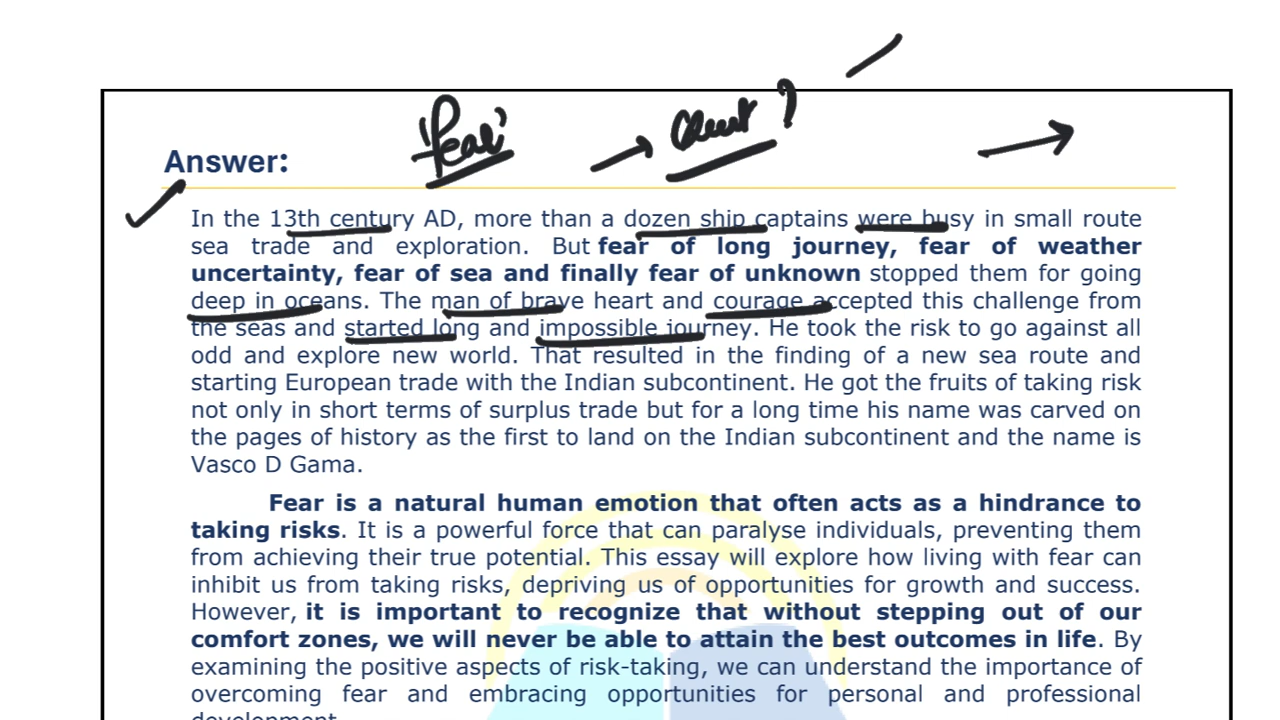 'Fear'
Answer:
In the 13th century AD, more than a dozen ship captains were busy in small route
sea trade and exploration. But fear of long journey, fear of weather
uncertainty, fear of sea and finally fear of unknown stopped them for going
deep in oceans. The man of brave heart and courage accepted this challenge from
the seas and started long and impossible journey. He took the risk to go against all
odd and explore new world. That resulted in the finding of a new sea route and
starting European trade with the Indian subcontinent. He got the fruits of taking risk
not only in short terms of surplus trade but for a long time his name was carved on
the pages of history as the first to land on the Indian subcontinent and the name is
Vasco D Gama.
Fear is a natural human emotion that often acts as a hindrance to
taking risks. It is a powerful force that can paralyse individuals, preventing them
from achieving their true potential. This essay will explore how living with fear can
inhibit us from taking risks, depriving us of opportunities for growth and success.
However, it is important to recognize that without stepping out of our
comfort zones, we will never be able to attain the best outcomes in life. By
examining the positive aspects of risk-taking, we can understand the importance of
overcoming fear and embracing opportunities for personal and professional
development.